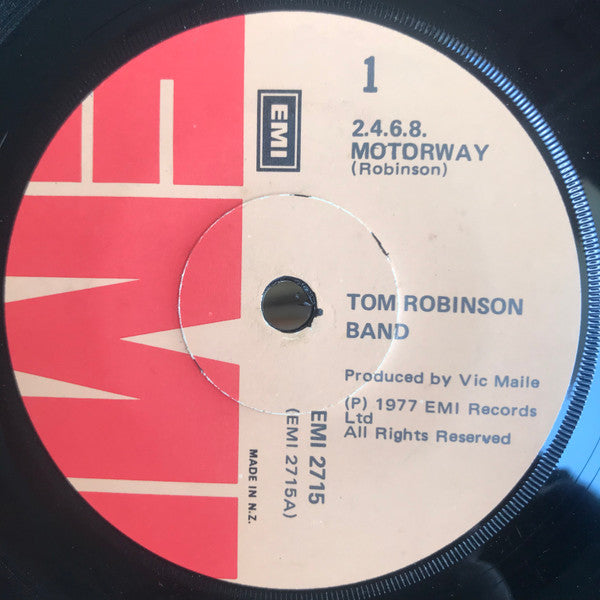 1
EMI
2.4.6.8.
MOTORWAY
(Robinson)
TOM ROBINSON
BAND
Produced by Vic Maile
(P) 1977 EMI Records
Ltd
All Rights Reserved
EMI 2715
(EMI 2715A)
MADE IN N.Z.
EMI